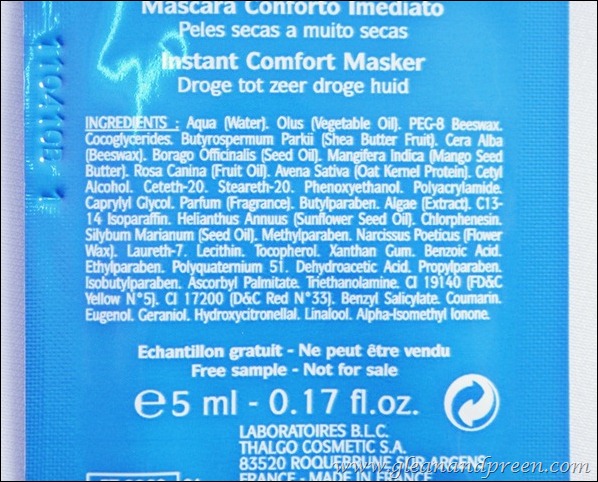 Máscara Conforto Imediato
Peles secas a muito secas
Instant Comfort Masker
Droge tot zeer droge huid
INGREDIENTS : Aqua (Water). Olus (Vegetable Oil). PEG-8 Beeswax.
Cocoglycerides. Butyrospermum Parkii (Shea Butter Fruit). Cera Alba
(Beeswax). Borago Officinalis (Seed Oil). Mangifera Indica (Mango Seed
Butter). Rosa Canina (Fruit Oil). Avena Sativa (Oat Kernel Protein). Cetyl
Alcohol. Ceteth-20. Steareth-20. Phenoxyethanol. Polyacrylamide.
Caprylyl Glycol. Parfum (Fragrance). Butylparaben. Algae (Extract). C13-
14 Isoparaffin. Helianthus Annuus (Sunflower Seed Oil). Chlorphenesin.
Silybum Marianum (Seed Oil). Methylparaben. Narcissus Poeticus (Flower
Wax). Laureth-7. Lecithin. Tocopherol. Xanthan Gum. Benzoic Acid.
Ethylparaben. Polyquaternium 51. Dehydroacetic Acid. Propylparaben.
Isobutylparaben. Ascorbyl Palmitate. Triethanolamine. CI 19140 (FD&C
Yellow N°5). CI 17200 (D&C Red N°33). Benzyl Salicylate. Coumarin.
Eugenol. Geraniol. Hydroxycitronellal. Linalool. Alpha-Isomethyl Ionone.
Echantillon gratuit - Ne peut être vendu
Free sample - Not for sale
℮ 5 ml - 0.17 fl.oz.
LABORATOIRES B.L.C.
THALGO COSMETIC S.A.
83520 ROQUEBRUNE SUR ARGENS
FRANCE - MADE IN FRANCE
www.gleanandpreen.com